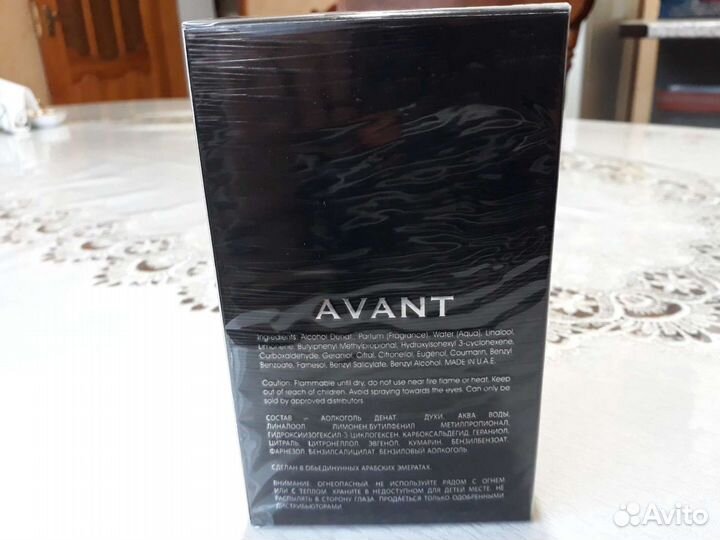 AVANT
Ingredients: Alcohol Denat., Parfum (Fragrance), Water (Aqua), Linalool,
Limonene, Butylphenyl Methylpropional, Hydroxyisohexyl 3-cyclohexene,
Carboxaldehyde, Geraniol, Citral, Citronellol, Eugenol, Coumarin, Benzyl
Benzoate, Farnesol, Benzyl Salicylate, Benzyl Alcohol. MADE IN U.A.E.
Caution: Flammable until dry, do not use near fire flame or heat. Keep
out of reach of children. Avoid spraying towards the eyes. Can only be
sold by approved distributors
СОСТАВ – АОЛКОГОЛЬ ДЕНАТ. ДУХИ, АКВА ВОДЫ,
ЛИНАЛООЛ, ЛИМОНЕН,БУТИЛФЕНИЛ МЕТИЛПРОПИОНАЛ,
ГИДРОКСИИЗОГЕКСИЛ-3 ЦИКЛОГЕКСЕН, КАРБОКСАЛЬДЕГИД, ГЕРАНИОЛ,
ЦИТРАЛЬ, ЦИТРОНЕЛЛОЛ, ЭВГЕНОЛ, КУМАРИН, БЕНЗИЛБЕНЗОАТ,
ФАРНЕЗОЛ, БЕНЗИЛСАЛИЦИЛАТ, БЕНЗИЛОВЫЙ АОЛКОГОЛЬ.
СДЕЛАН В ОБЪЕДИНУННЫХ АРАБСКИХ ЭМЕРАТАХ.
ВНИМАНИЕ: ОГНЕОПАСНЫЙ, НЕ ИСПОЛЬЗУЙТЕ РЯДОМ С ОГНЕМ
ИЛИ С ТЕПЛОМ. ХРАНИТЕ В НЕДОСТУПНОМ ДЛЯ ДЕТЕЙ МЕСТЕ. НЕ
РАСПЫЛЯТЬ В СТОРОНУ ГЛАЗА. ПРОДАЕТЬСЯ ТОЛЬКО ОДОБРЕННЫМИ
ДИСТКИБЬЮТОРАМИ
Avito